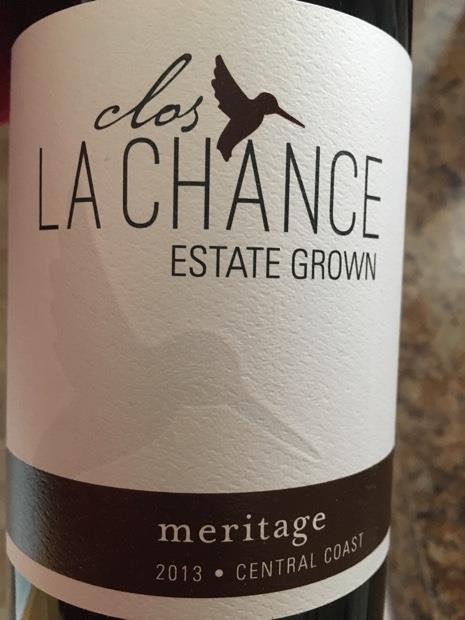 clos
LA CHANCE
ESTATE GROWN
meritage
2013 • CENTRAL COAST